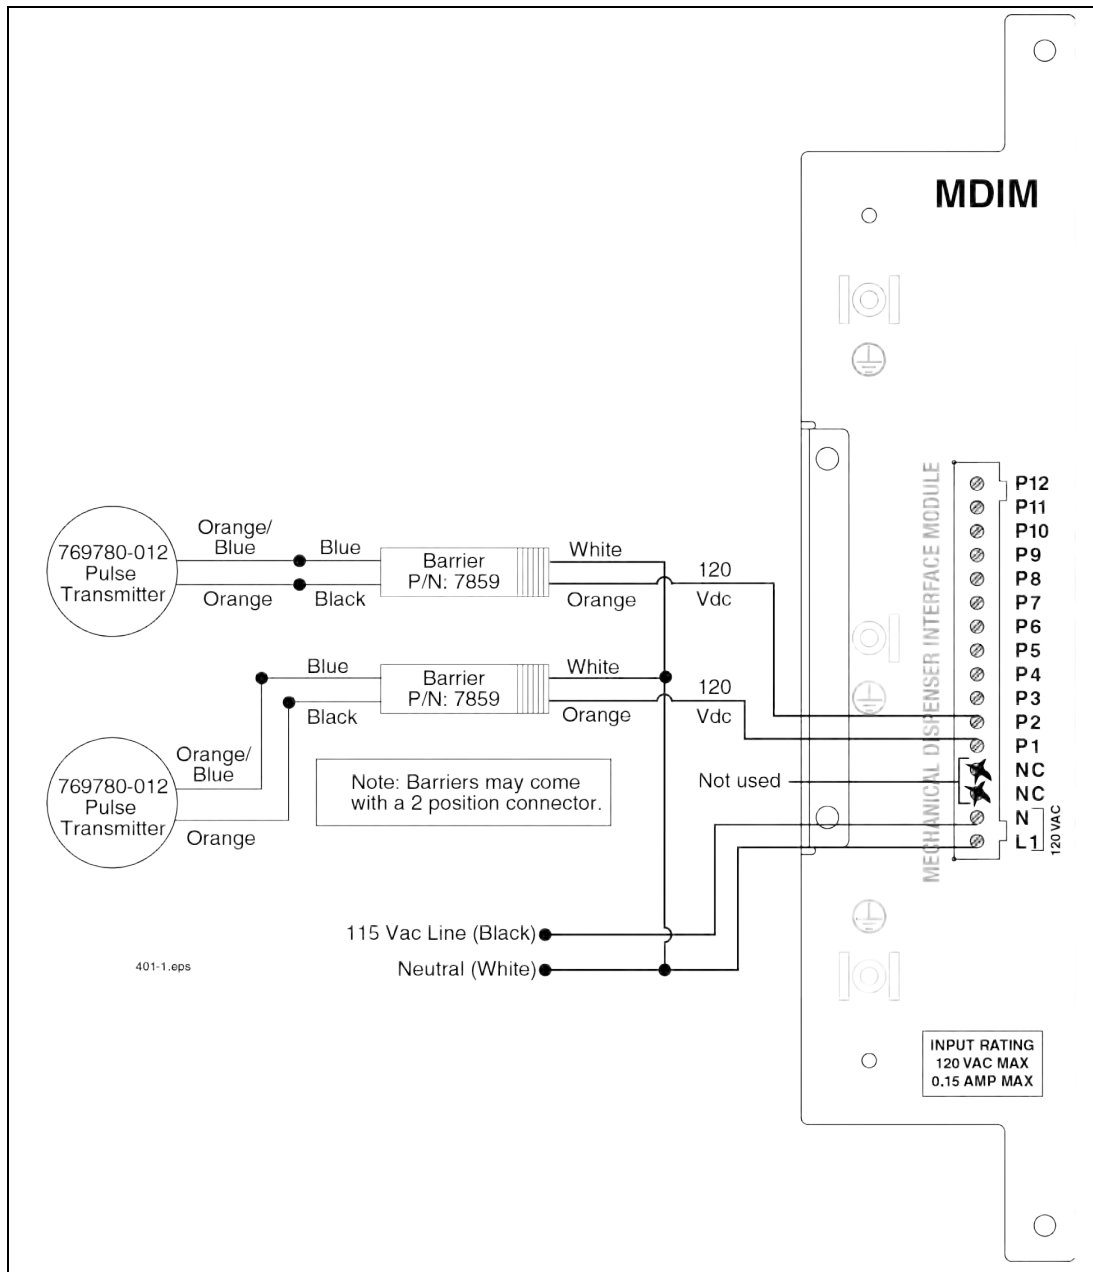 MDIM
MECHANICAL DISPENSER INTERFACE MODULE
P12
P11
P10
P9
P8
P7
P6
P5
P4
P3
P2
P1
NC
NC
N
L1
120 VAC
Orange/
Blue
Blue
769780-012
Pulse
Transmitter
Orange
Black
Barrier
P/N: 7859
White
Orange
120
Vdc
Blue
Black
Barrier
P/N: 7859
White
Orange
120
Vdc
Orange/
Blue
769780-012
Pulse
Transmitter
Orange
Note: Barriers may come
with a 2 position connector.
Not used
115 Vac Line (Black)
Neutral (White)
401-1.eps
INPUT RATING
120 VAC MAX
0.15 AMP MAX